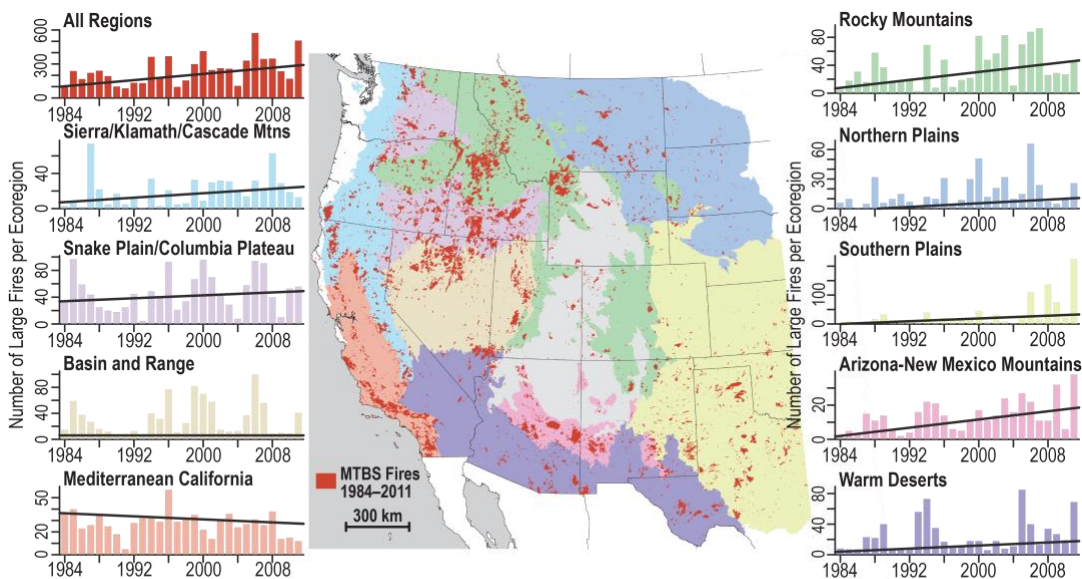 All Regions
600
300
0
1984 1992 2000 2008
Sierra/Klamath/Cascade Mtns
40
0
1984 1992 2000 2008
Snake Plain/Columbia Plateau
80
40
0
1984 1992 2000 2008
Basin and Range
80
40
0
1984 1992 2000 2008
Mediterranean California
50
20
0
1984 1992 2000 2008
Number of Large Fires per Ecoregion
MTBS Fires
1984–2011
300 km
Number of Large Fires per Ecoregion
Rocky Mountains
80
40
0
1984 1992 2000 2008
Northern Plains
60
30
0
1984 1992 2000 2008
Southern Plains
100
0
1984 1992 2000 2008
Arizona-New Mexico Mountains
20
0
1984 1992 2000 2008
Warm Deserts
80
40
0
1984 1992 2000 2008